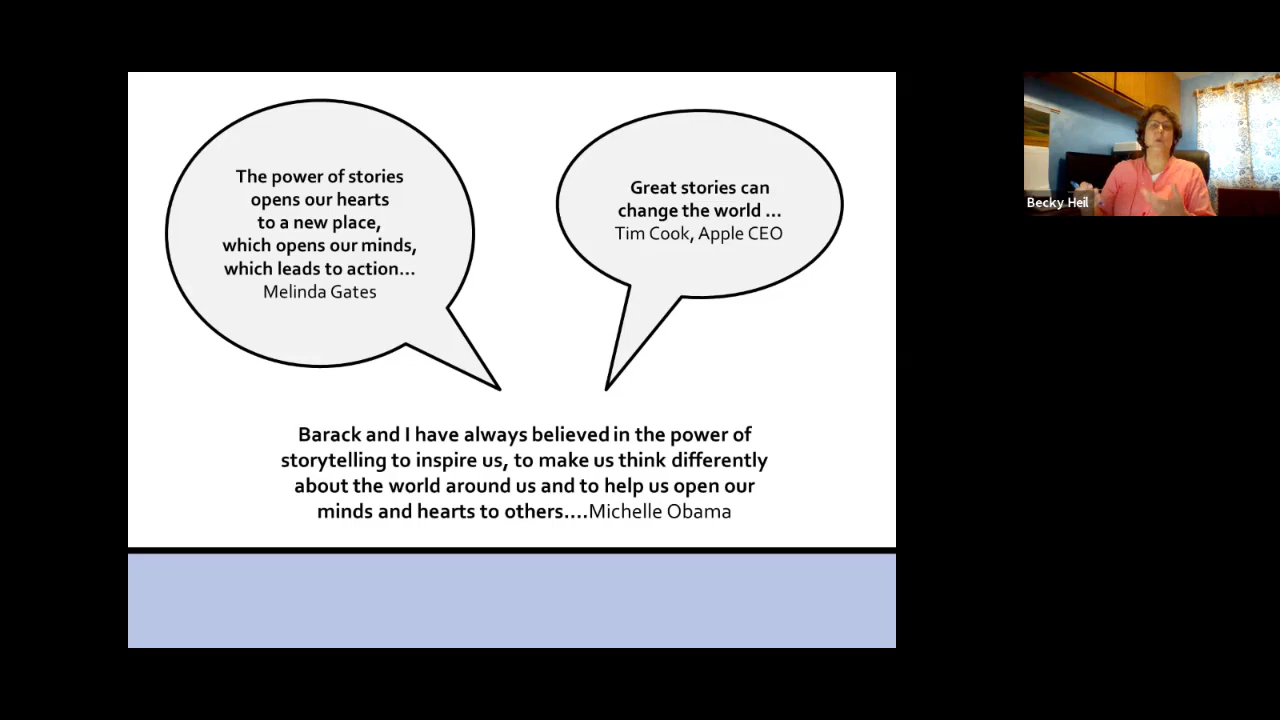 The power of stories
opens our hearts
to a new place,
which opens our minds,
which leads to action...
Melinda Gates
Great stories can
change the world ...
Tim Cook, Apple CEO
Barack and I have always believed in the power of
storytelling to inspire us, to make us think differently
about the world around us and to help us open our
minds and hearts to others....Michelle Obama
Becky Heil